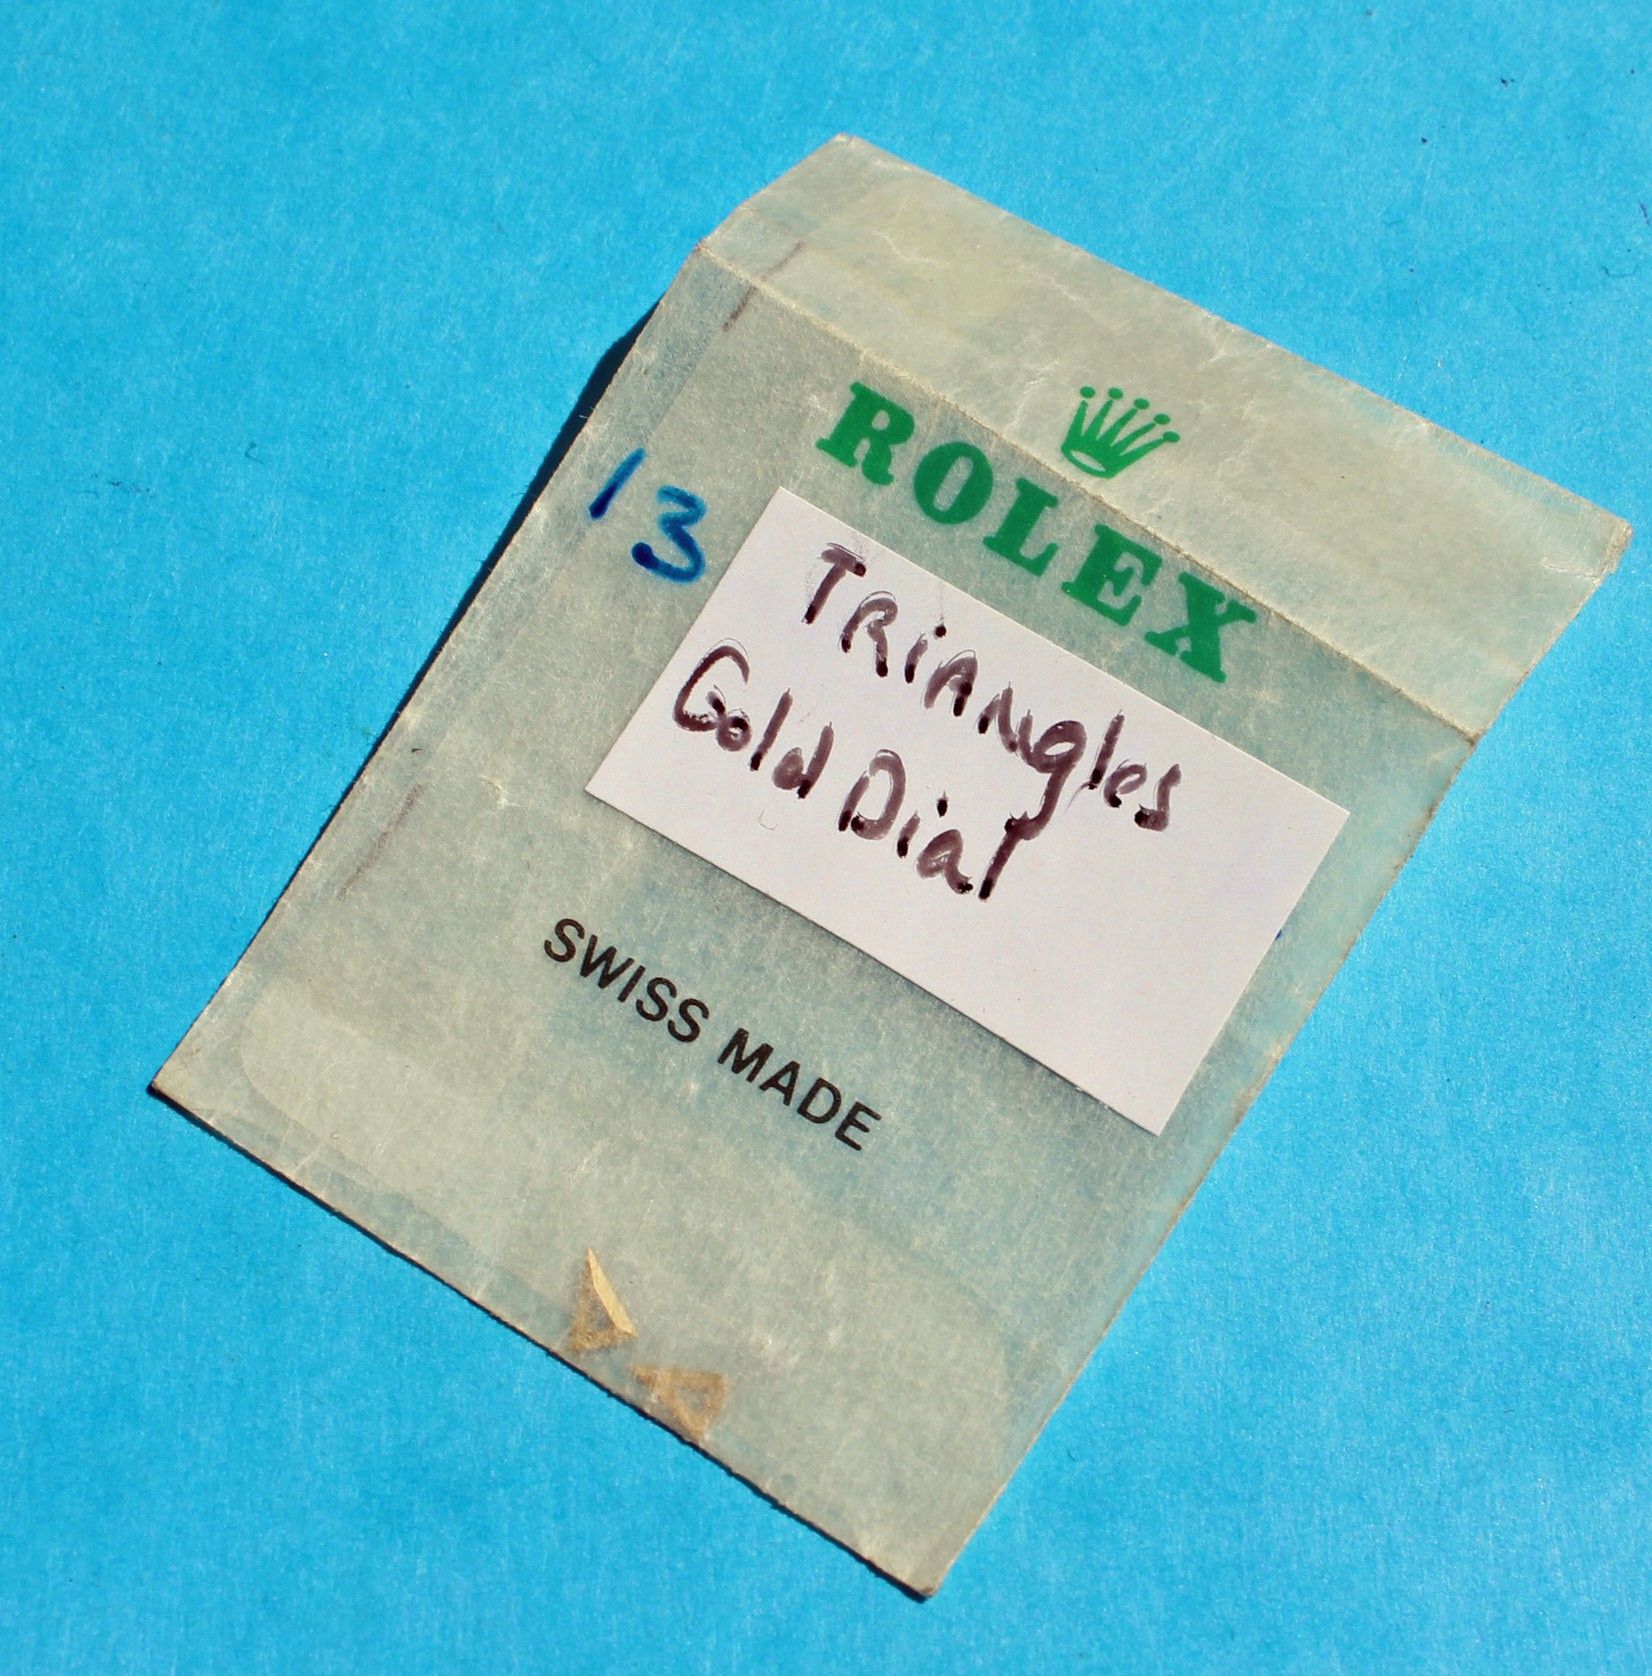 ROLEX
13
TRiANgles
Gold Dial
SWISS MADE